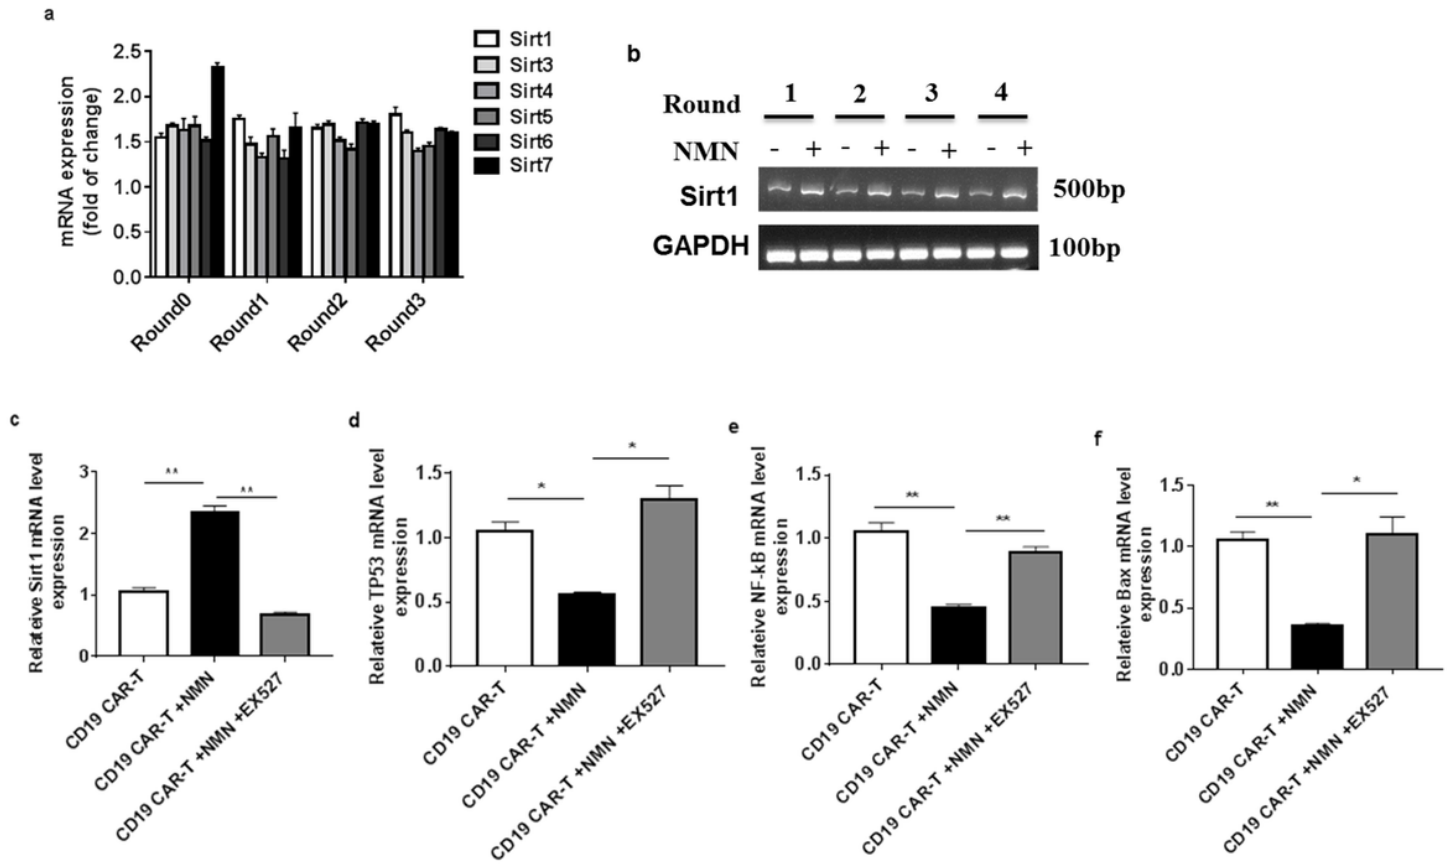 a
2.5
2.0
1.5
1.0
0.5
0.0
mRNA expression
(fold of change)
Round0
Round1
Round2
Round3
Sirt1
Sirt3
Sirt4
Sirt5
Sirt6
Sirt7
b
Round 1 2 3 4
NMN - + - + - + - +
Sirt1 500bp
GAPDH 100bp
c
Relateive Sirt 1 mRNA level
expression
3
2
1
0
**
**
CD19 CAR-T
CD19 CAR-T +NMN
CD19 CAR-T +NMN +EX527
d
Relateive TP53 mRNA level
expression
1.5
1.0
0.5
0.0
*
*
CD19 CAR-T
CD19 CAR-T +NMN
CD19 CAR-T +NMN +EX527
e
Relateive NF-kB mRNA level
expression
1.5
1.0
0.5
0.0
**
**
CD19 CAR-T
CD19 CAR-T +NMN
CD19 CAR-T +NMN +EX527
f
Relateive Bax mRNA level
expression
1.5
1.0
0.5
0.0
**
*
CD19 CAR-T
CD19 CAR-T +NMN
CD19 CAR-T +NMN +EX527